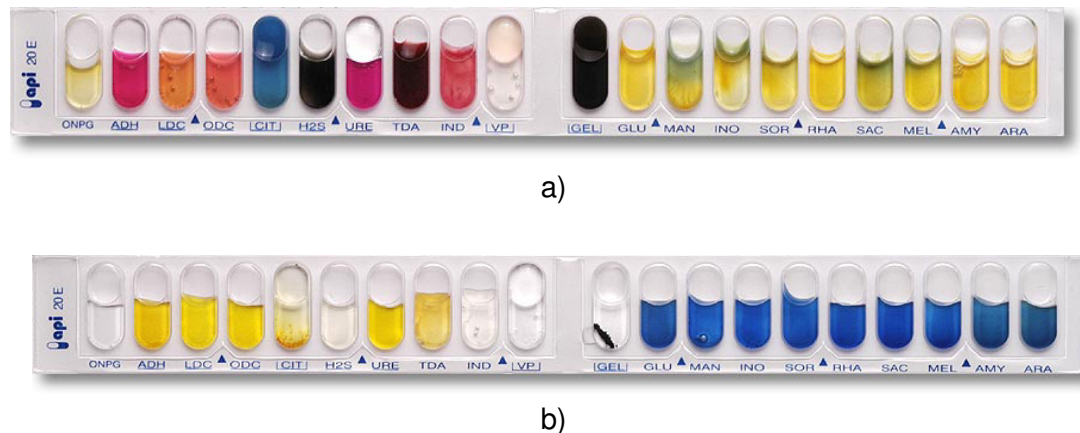 api 20 E
ONPG ADH LDC ODC CIT H2S URE TDA IND VP GEL GLU MAN INO SOR RHA SAC MEL AMY ARA
a)
api 20 E
ONPG ADH LDC ODC CIT H2S URE TDA IND VP GEL GLU MAN INO SOR RHA SAC MEL AMY ARA
b)